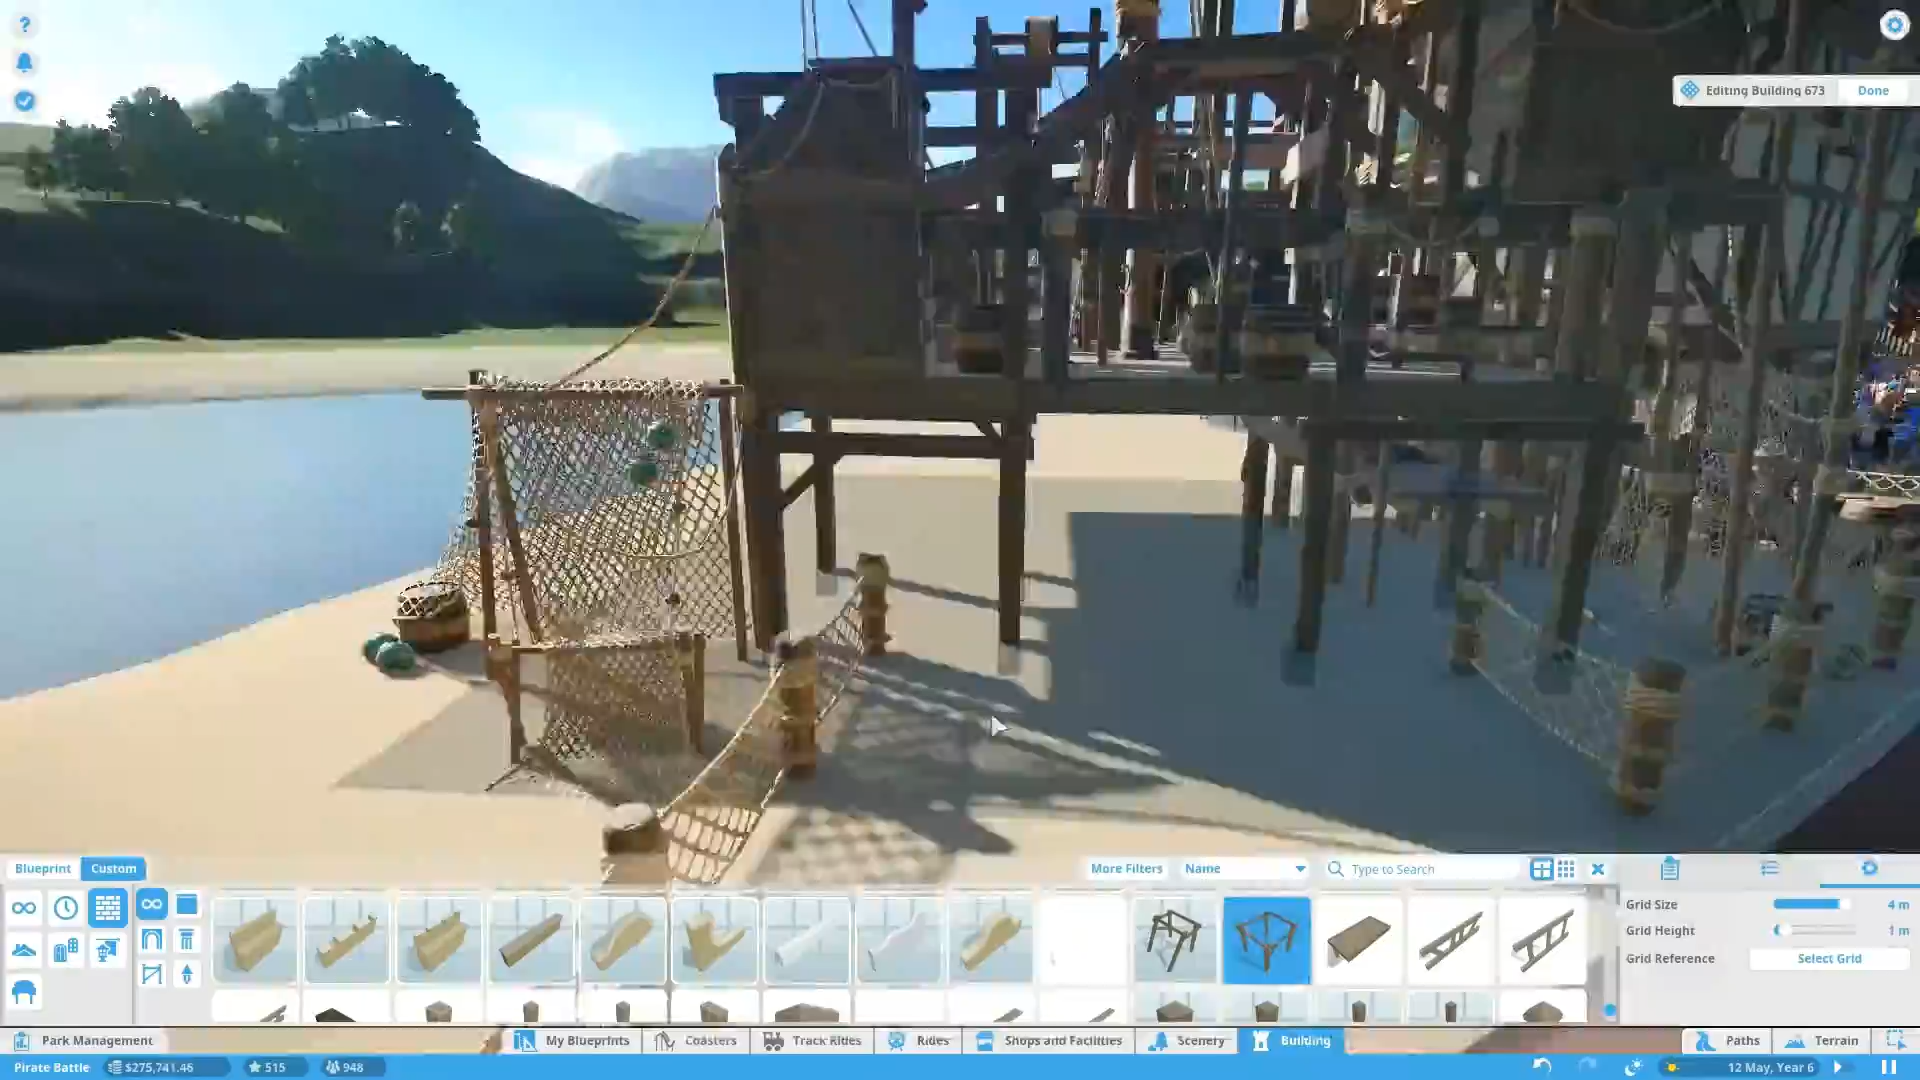 ?
Editing Building 673 Done
Blueprint Custom
More Filters Name Type to Search
Grid Size 4 m
Grid Height 1 m
Grid Reference Select Grid
Park Management My Blueprints Coasters Track Rides Rides Shops and Facilities Scenery Building Paths Terrain
Pirate Battle $275,741.46 515 948 12 May, Year 6